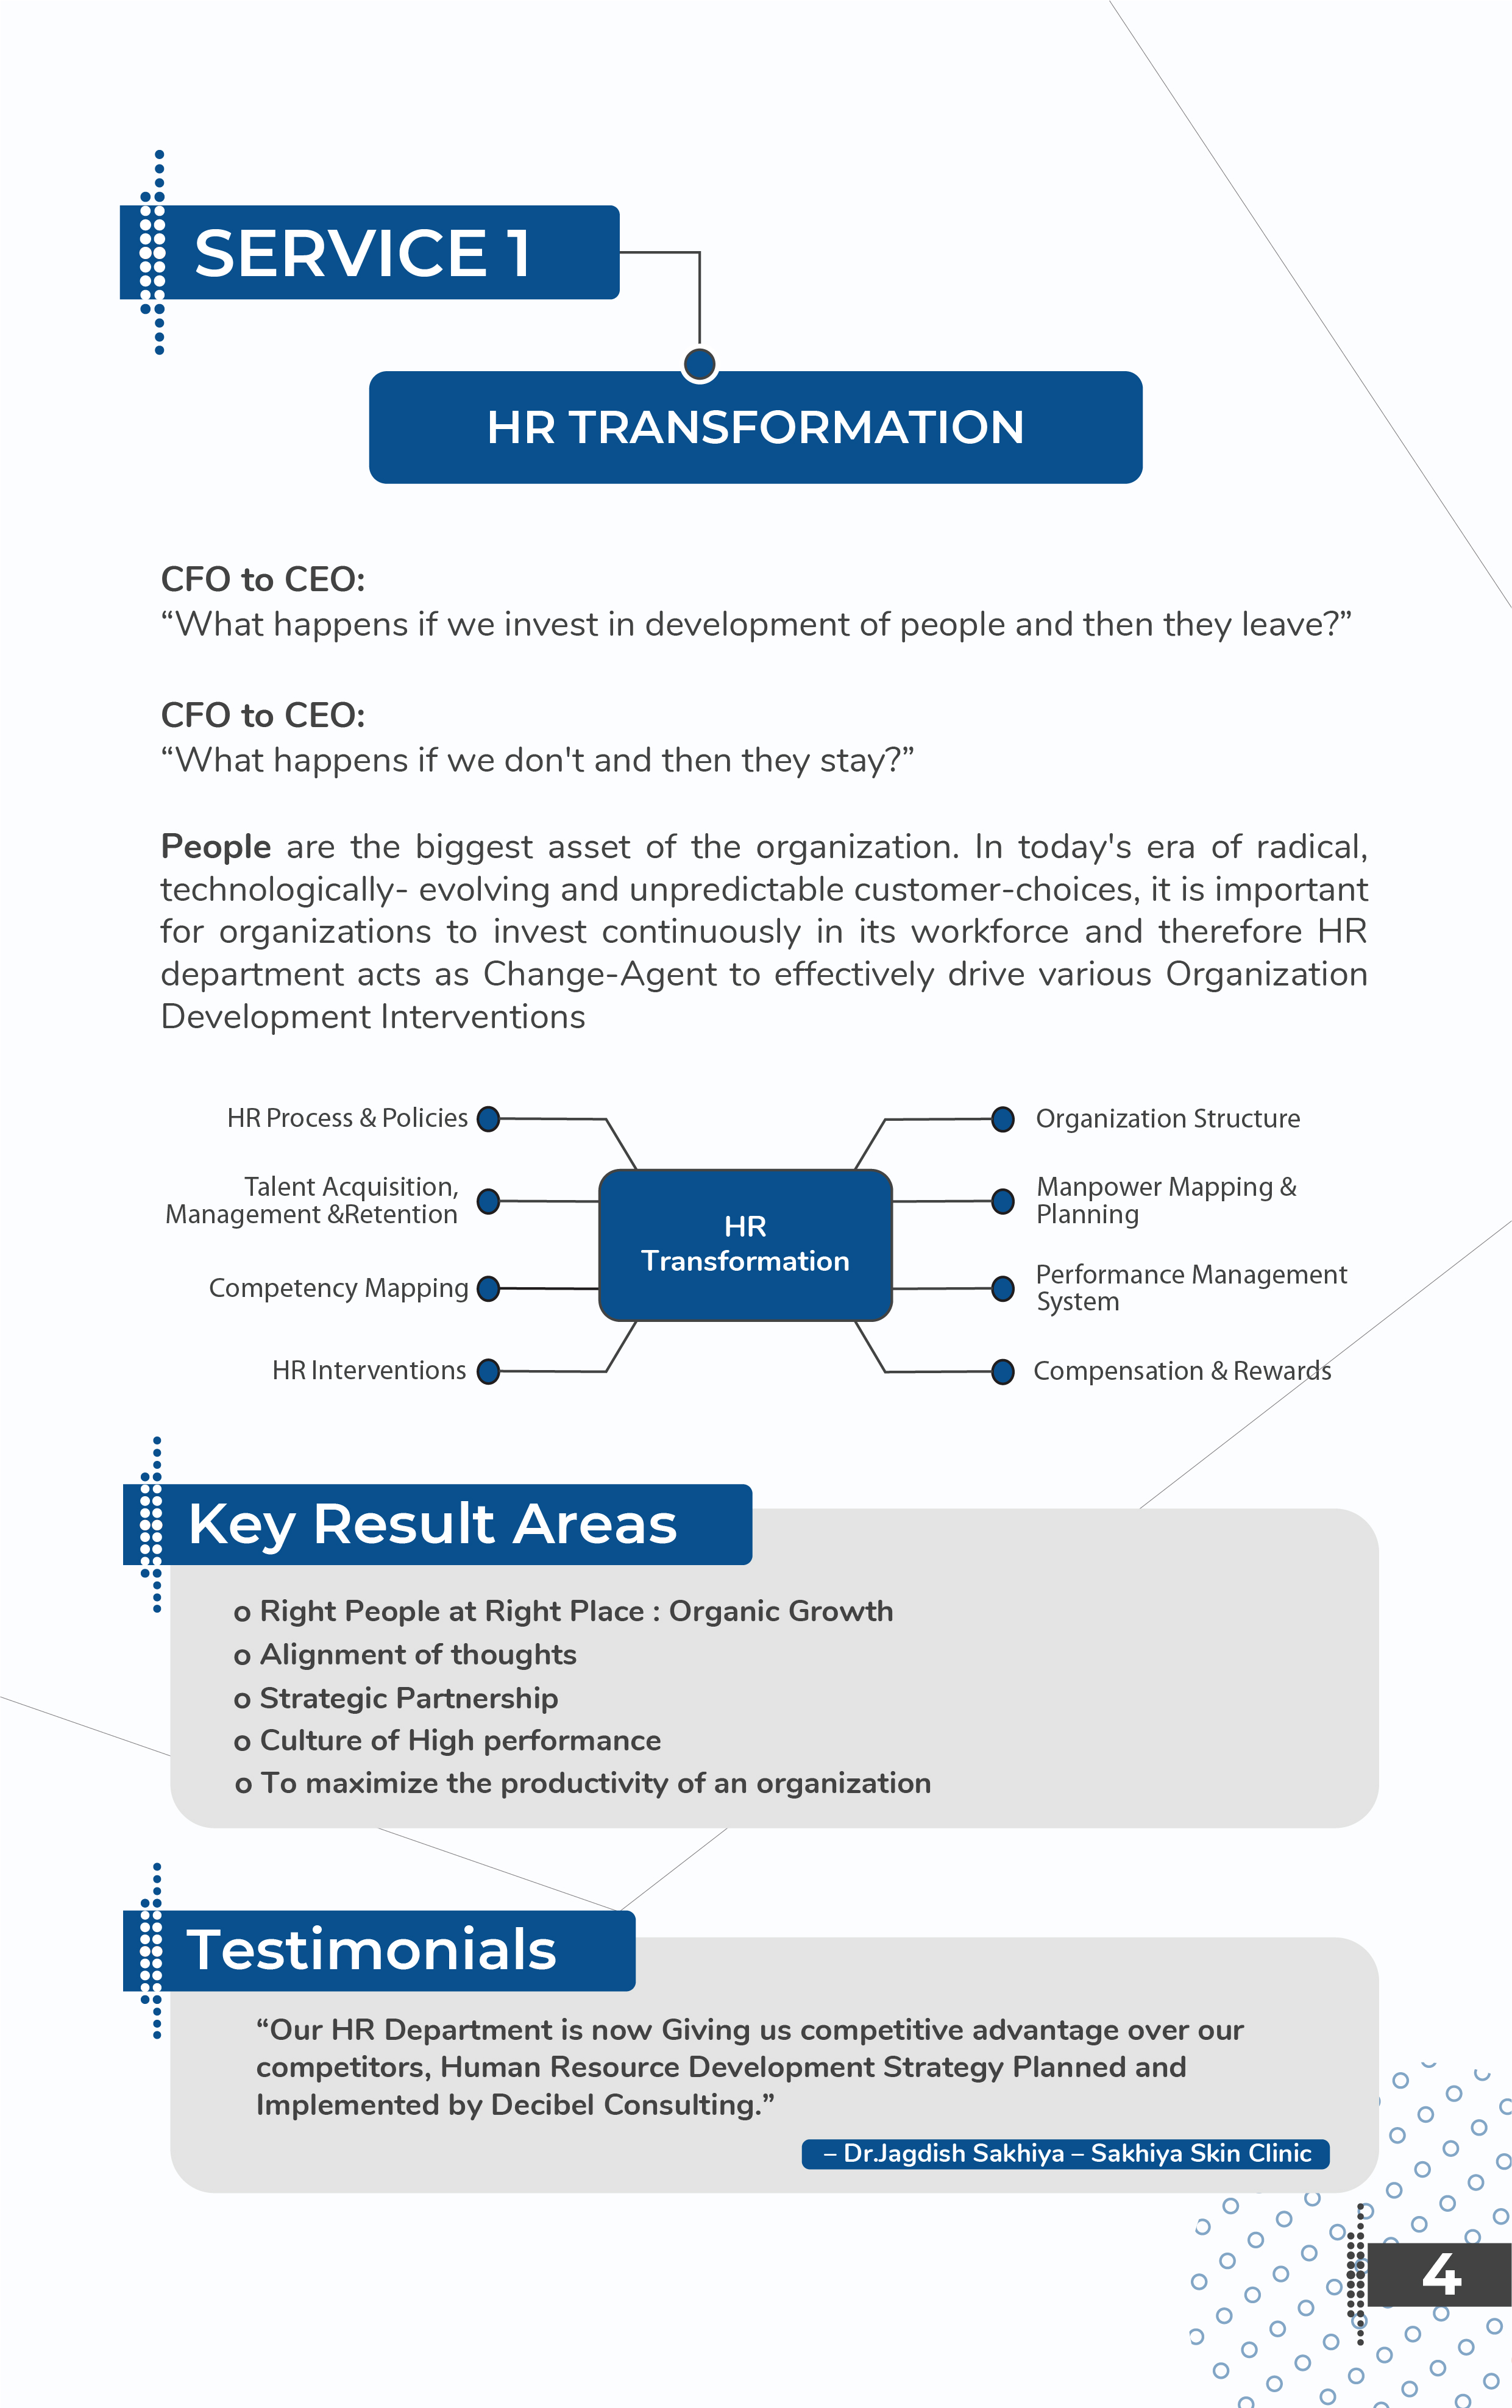 SERVICE 1
HR TRANSFORMATION
CFO to CEO:
“What happens if we invest in development of people and then they leave?”
CFO to CEO:
“What happens if we don't and then they stay?”
People are the biggest asset of the organization. In today's era of radical,
technologically- evolving and unpredictable customer-choices, it is important
for organizations to invest continuously in its workforce and therefore HR
department acts as Change-Agent to effectively drive various Organization
Development Interventions
HR Process & Policies
Talent Acquisition,
Management &Retention
Competency Mapping
HR Interventions
HR
Transformation
Organization Structure
Manpower Mapping &
Planning
Performance Management
System
Compensation & Rewards
Key Result Areas
o Right People at Right Place : Organic Growth
o Alignment of thoughts
o Strategic Partnership
o Culture of High performance
o To maximize the productivity of an organization
Testimonials
“Our HR Department is now Giving us competitive advantage over our
competitors, Human Resource Development Strategy Planned and
Implemented by Decibel Consulting.”
– Dr.Jagdish Sakhiya – Sakhiya Skin Clinic
4